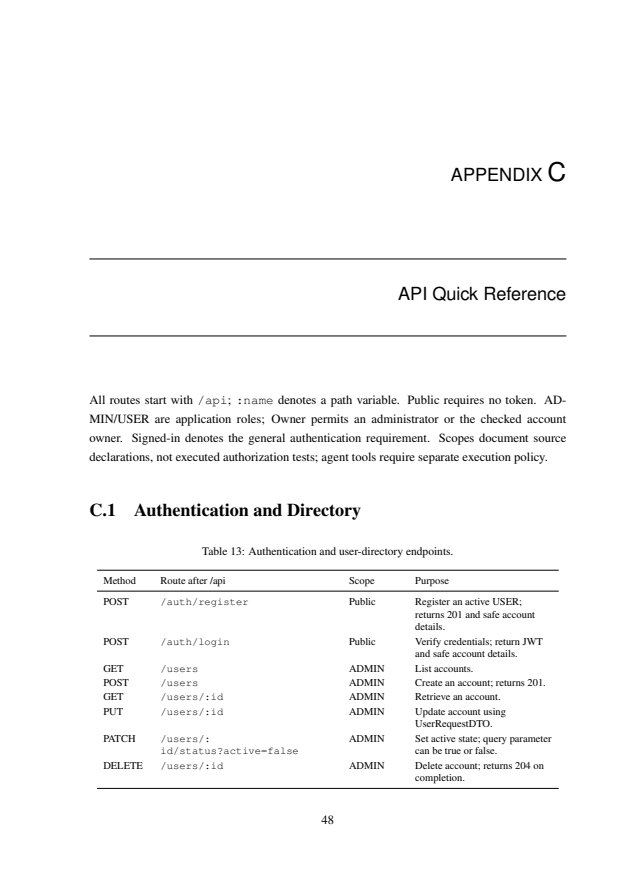 APPENDIX C
API Quick Reference
All routes start with /api; :name denotes a path variable. Public requires no token. AD-
MIN/USER are application roles; Owner permits an administrator or the checked account
owner. Signed-in denotes the general authentication requirement. Scopes document source
declarations, not executed authorization tests; agent tools require separate execution policy.
C.1 Authentication and Directory
Table 13: Authentication and user-directory endpoints.
Method Route after /api Scope Purpose
POST /auth/register Public Register an active USER;
returns 201 and safe account
details.
POST /auth/login Public Verify credentials; return JWT
and safe account details.
GET /users ADMIN List accounts.
POST /users ADMIN Create an account; returns 201.
GET /users/:id ADMIN Retrieve an account.
PUT /users/:id ADMIN Update account using
UserRequestDTO.
PATCH /users/: ADMIN Set active state; query parameter
id/status?active=false can be true or false.
DELETE /users/:id ADMIN Delete account; returns 204 on
completion.
48